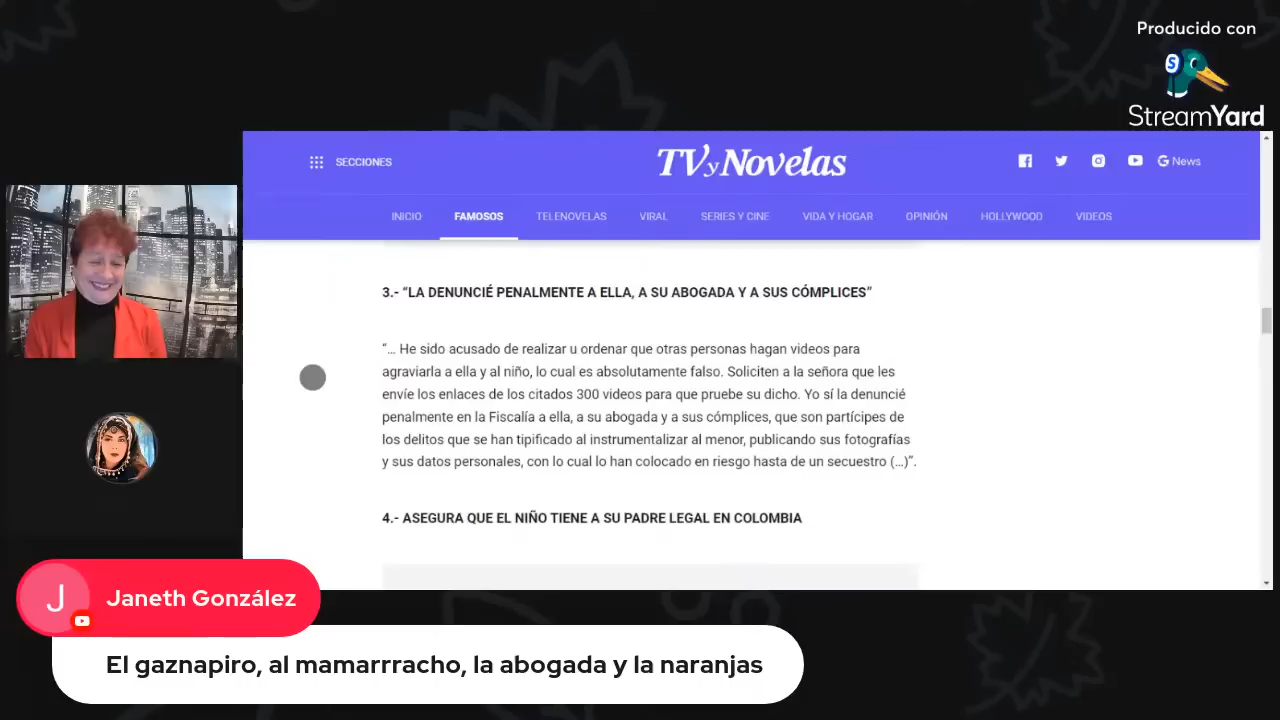 Producido con
StreamYard
SECCIONES
TVyNovelas
G News
INICIO FAMOSOS TELENOVELAS VIRAL SERIES Y CINE VIDA Y HOGAR OPINIÓN HOLLYWOOD VIDEOS
3.- “LA DENUNCIÉ PENALMENTE A ELLA, A SU ABOGADA Y A SUS CÓMPLICES”
“… He sido acusado de realizar u ordenar que otras personas hagan videos para
agraviarla a ella y al niño, lo cual es absolutamente falso. Soliciten a la señora que les
envíe los enlaces de los citados 300 videos para que pruebe su dicho. Yo sí la denuncié
penalmente en la Fiscalía a ella, a su abogada y a sus cómplices, que son partícipes de
los delitos que se han tipificado al instrumentalizar al menor, publicando sus fotografías
y sus datos personales, con lo cual lo han colocado en riesgo hasta de un secuestro (…)”.
4.- ASEGURA QUE EL NIÑO TIENE A SU PADRE LEGAL EN COLOMBIA
J
Janeth González
El gaznapiro, al mamarrracho, la abogada y la naranjas